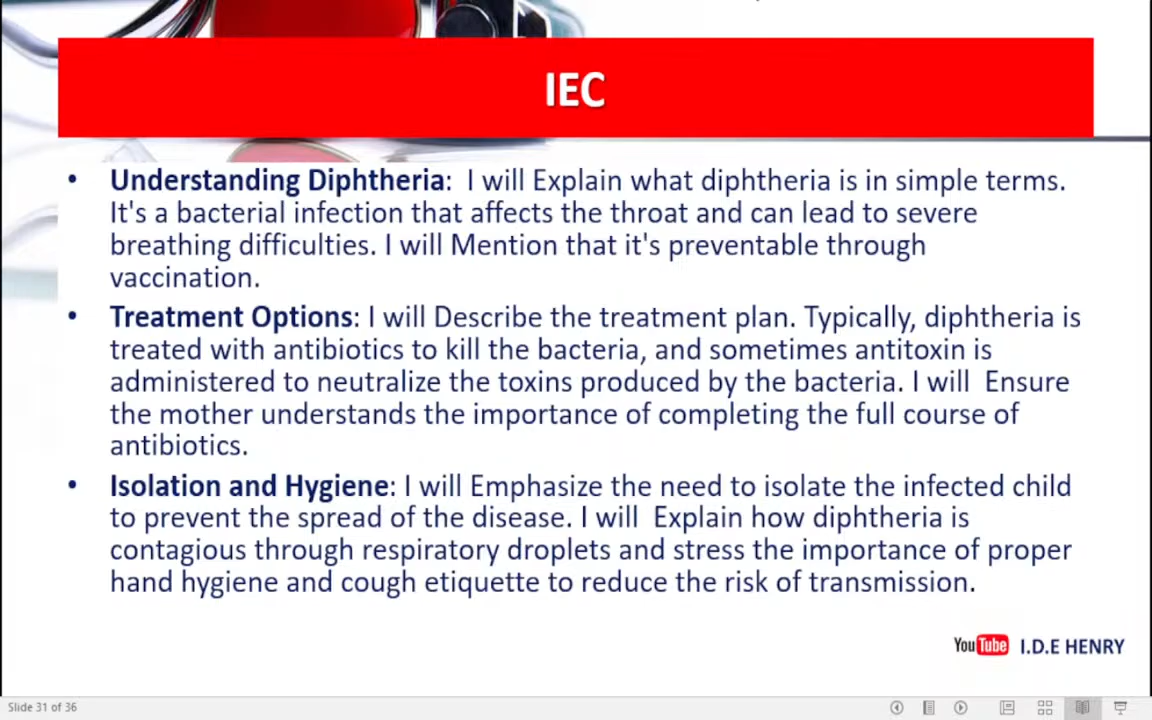 IEC
• Understanding Diphtheria: I will Explain what diphtheria is in simple terms.
It's a bacterial infection that affects the throat and can lead to severe
breathing difficulties. I will Mention that it's preventable through
vaccination.
• Treatment Options: I will Describe the treatment plan. Typically, diphtheria is
treated with antibiotics to kill the bacteria, and sometimes antitoxin is
administered to neutralize the toxins produced by the bacteria. I will  Ensure
the mother understands the importance of completing the full course of
antibiotics.
• Isolation and Hygiene: I will Emphasize the need to isolate the infected child
to prevent the spread of the disease. I will  Explain how diphtheria is
contagious through respiratory droplets and stress the importance of proper
hand hygiene and cough etiquette to reduce the risk of transmission.
YouTube I.D.E HENRY
Slide 31 of 36